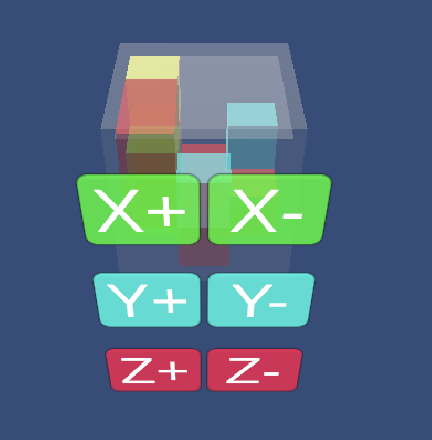 X+ X-
Y+ Y-
Z+ Z-